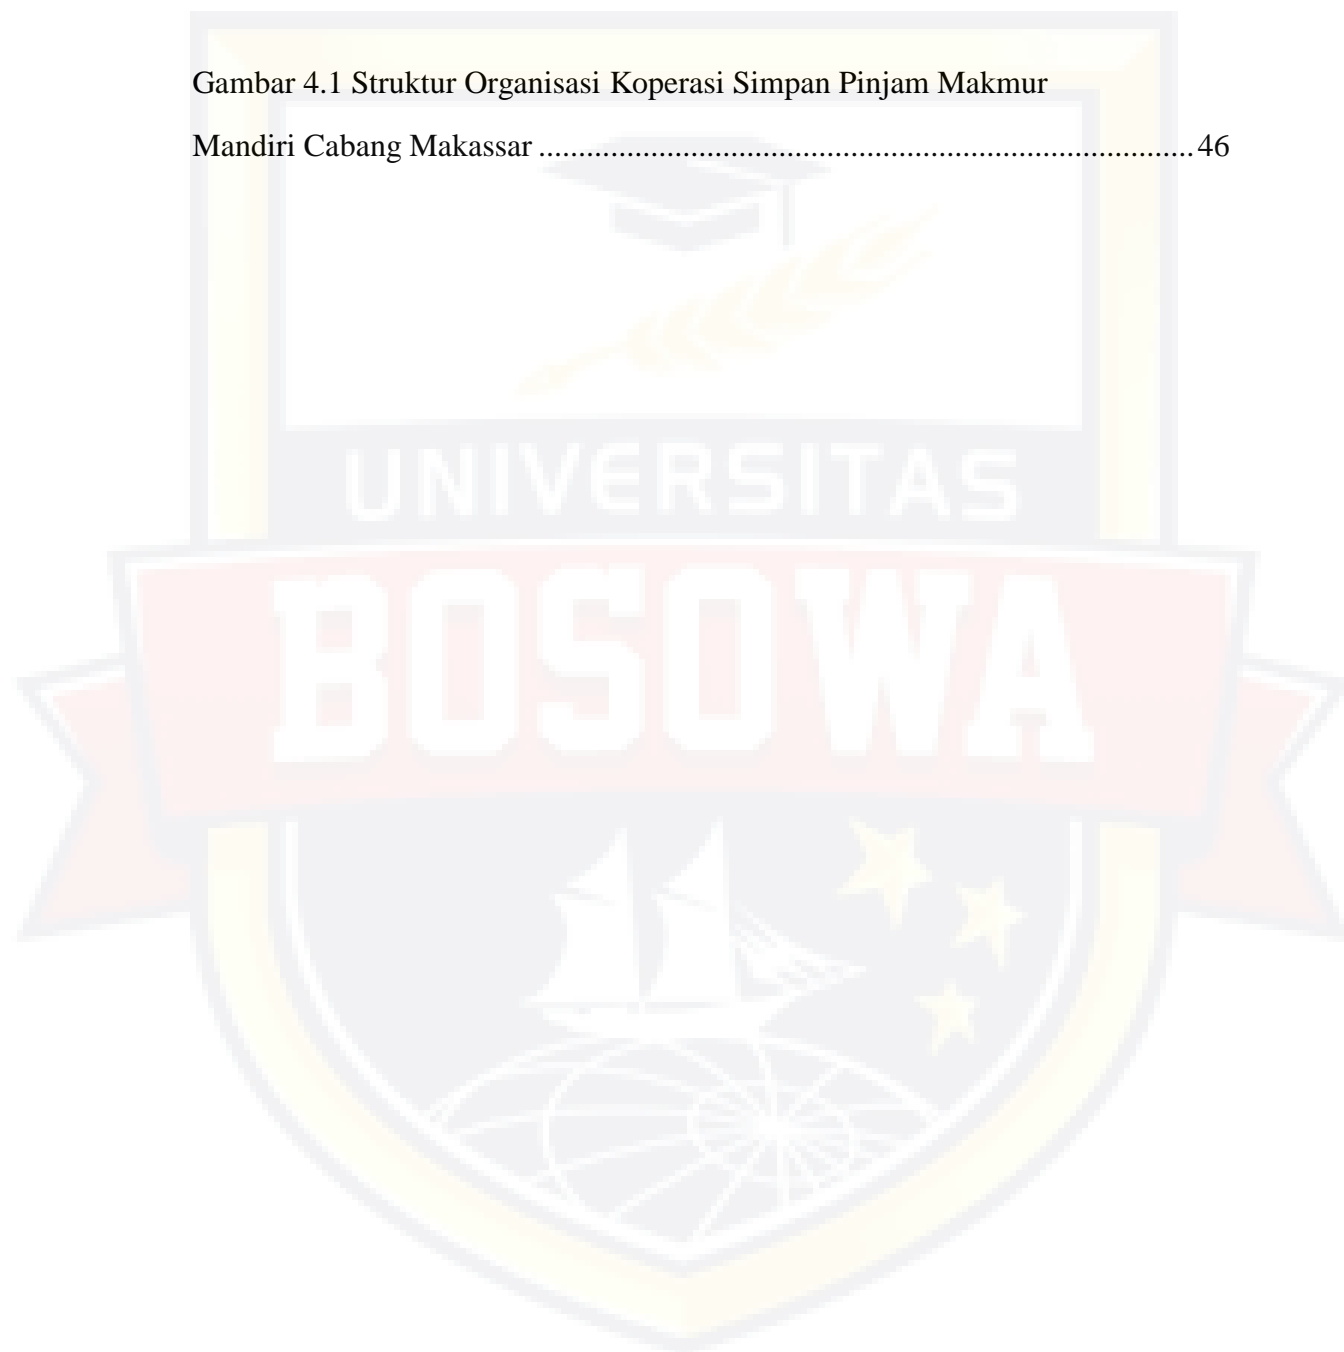 Gambar 4.1 Struktur Organisasi Koperasi Simpan Pinjam Makmur
Mandiri Cabang Makassar ................................................................................... 46
UNIVERSITAS
BOSOWA